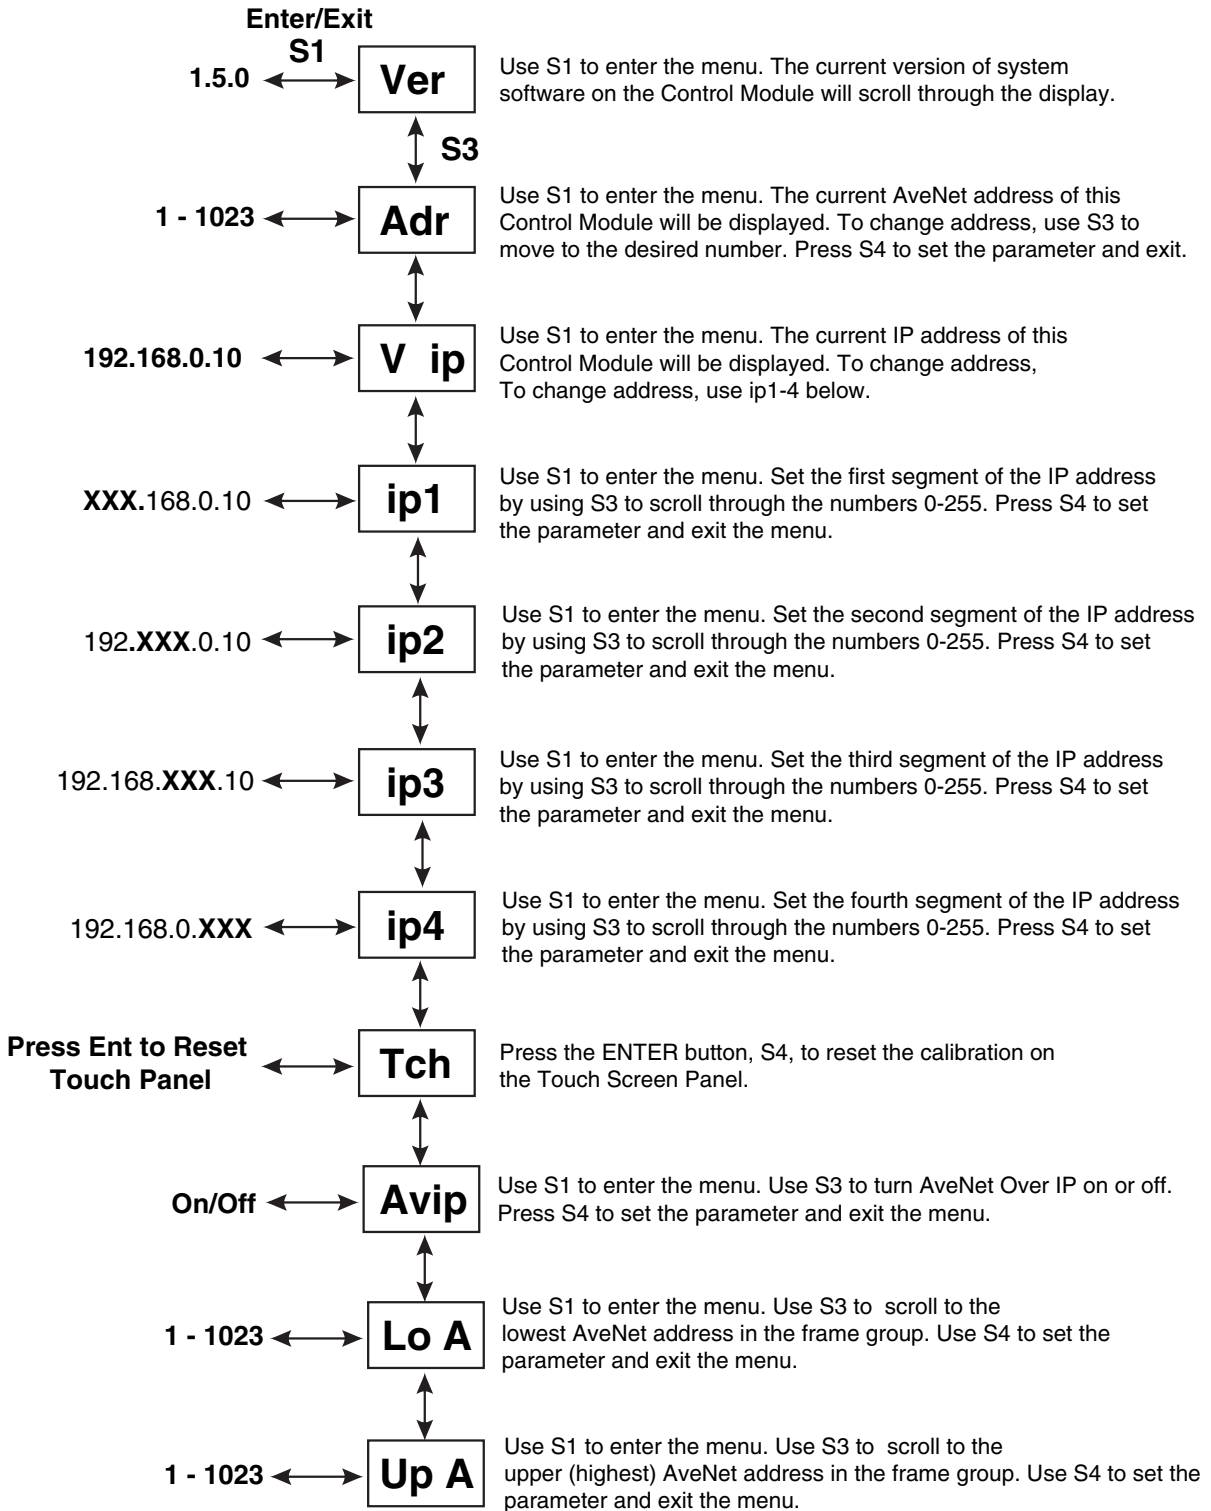 Enter/Exit
S1
1.5.0
Ver
Use S1 to enter the menu. The current version of system
software on the Control Module will scroll through the display.
S3
1 - 1023
Adr
Use S1 to enter the menu. The current AveNet address of this
Control Module will be displayed. To change address, use S3 to
move to the desired number. Press S4 to set the parameter and exit.
192.168.0.10
V ip
Use S1 to enter the menu. The current IP address of this
Control Module will be displayed. To change address,
To change address, use ip1-4 below.
XXX.168.0.10
ip1
Use S1 to enter the menu. Set the first segment of the IP address
by using S3 to scroll through the numbers 0-255. Press S4 to set
the parameter and exit the menu.
192.XXX.0.10
ip2
Use S1 to enter the menu. Set the second segment of the IP address
by using S3 to scroll through the numbers 0-255. Press S4 to set
the parameter and exit the menu.
192.168.XXX.10
ip3
Use S1 to enter the menu. Set the third segment of the IP address
by using S3 to scroll through the numbers 0-255. Press S4 to set
the parameter and exit the menu.
192.168.0.XXX
ip4
Use S1 to enter the menu. Set the fourth segment of the IP address
by using S3 to scroll through the numbers 0-255. Press S4 to set
the parameter and exit the menu.
Press Ent to Reset
Touch Panel
Tch
Press the ENTER button, S4, to reset the calibration on
the Touch Screen Panel.
On/Off
Avip
Use S1 to enter the menu. Use S3 to turn AveNet Over IP on or off.
Press S4 to set the parameter and exit the menu.
1 - 1023
Lo A
Use S1 to enter the menu. Use S3 to scroll to the
lowest AveNet address in the frame group. Use S4 to set the
parameter and exit the menu.
1 - 1023
Up A
Use S1 to enter the menu. Use S3 to scroll to the
upper (highest) AveNet address in the frame group. Use S4 to set the
parameter and exit the menu.